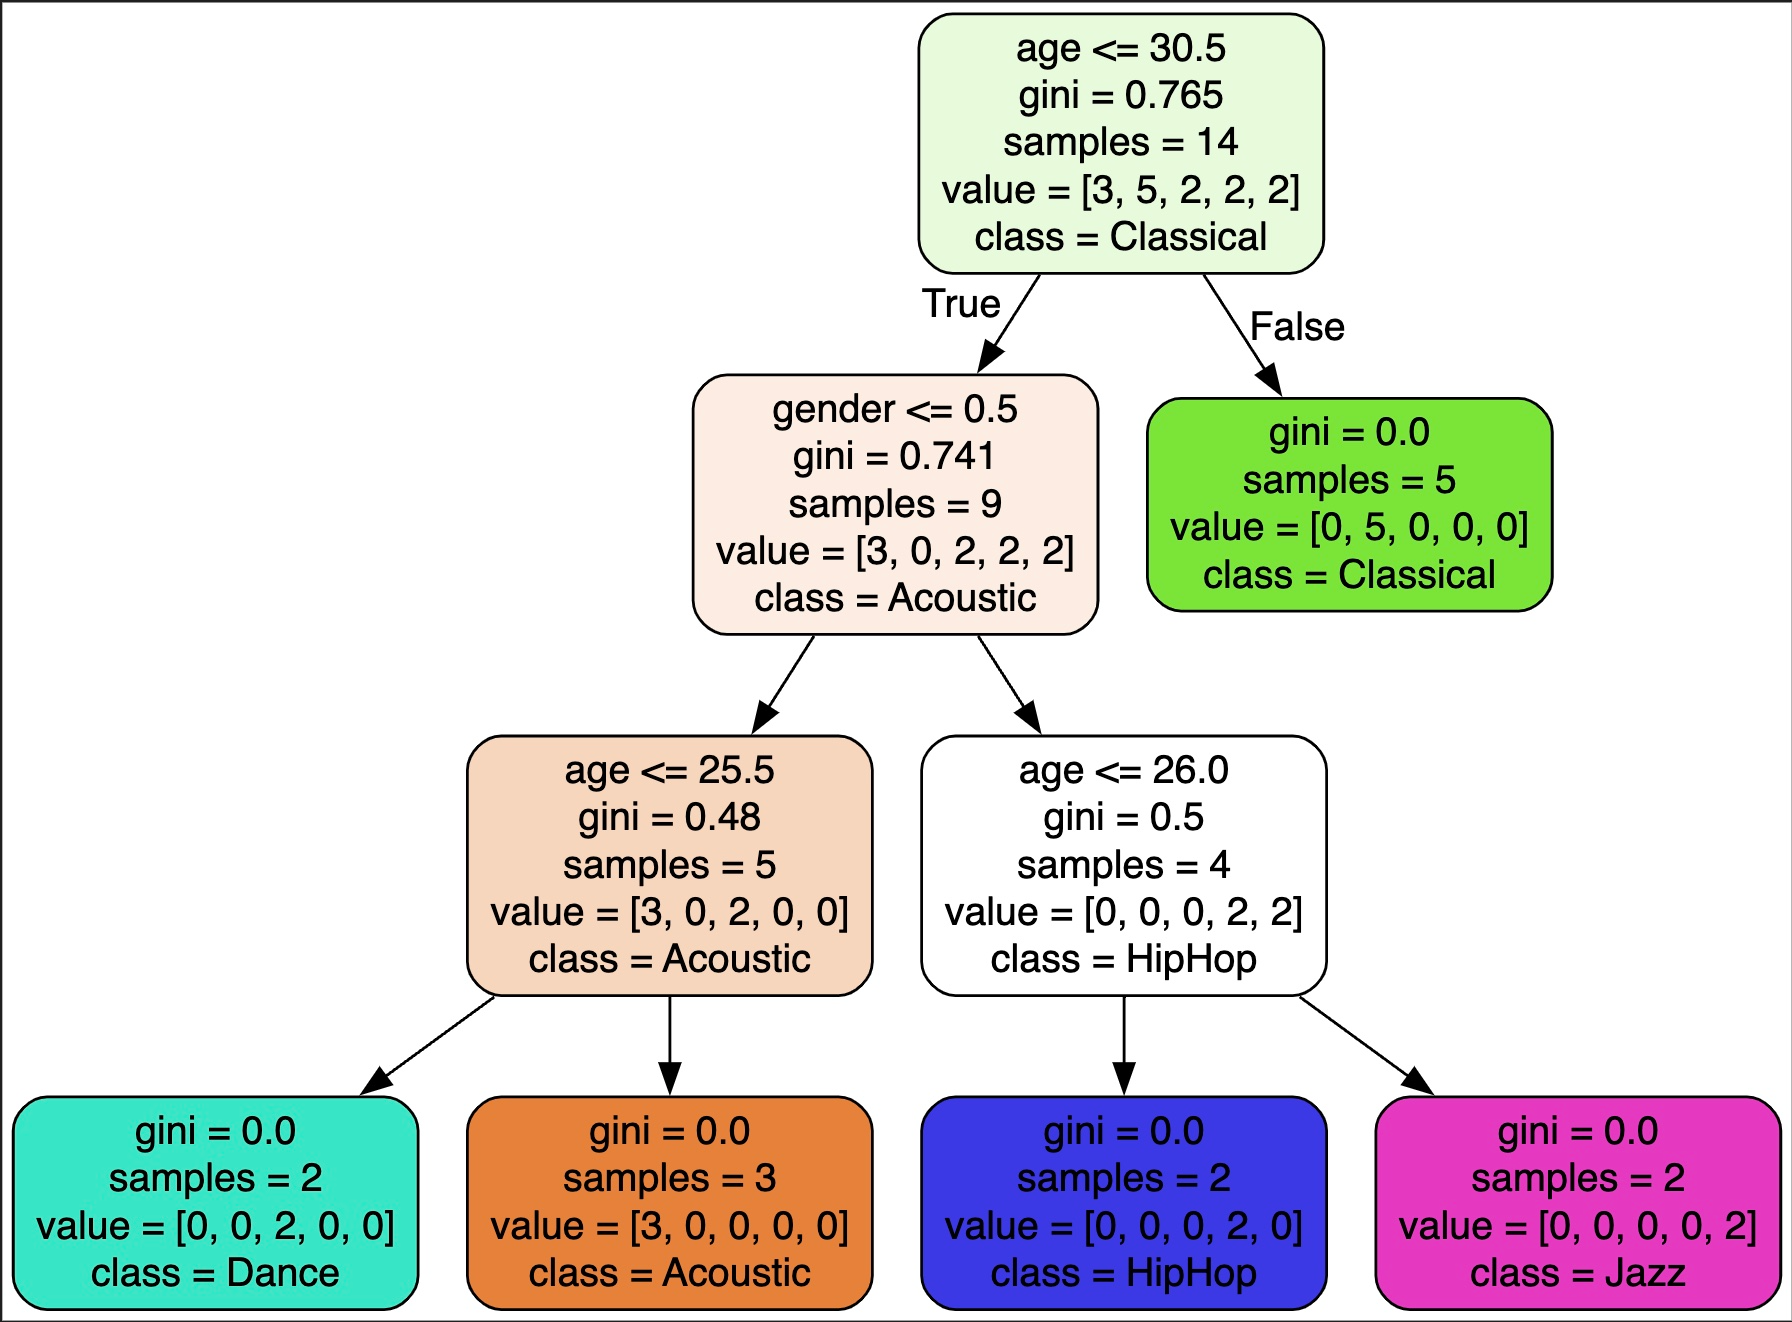 age <= 30.5
gini = 0.765
samples = 14
value = [3, 5, 2, 2, 2]
class = Classical
True
False
gender <= 0.5
gini = 0.741
samples = 9
value = [3, 0, 2, 2, 2]
class = Acoustic
gini = 0.0
samples = 5
value = [0, 5, 0, 0, 0]
class = Classical
age <= 25.5
gini = 0.48
samples = 5
value = [3, 0, 2, 0, 0]
class = Acoustic
age <= 26.0
gini = 0.5
samples = 4
value = [0, 0, 0, 2, 2]
class = HipHop
gini = 0.0
samples = 2
value = [0, 0, 2, 0, 0]
class = Dance
gini = 0.0
samples = 3
value = [3, 0, 0, 0, 0]
class = Acoustic
gini = 0.0
samples = 2
value = [0, 0, 0, 2, 0]
class = HipHop
gini = 0.0
samples = 2
value = [0, 0, 0, 0, 2]
class = Jazz